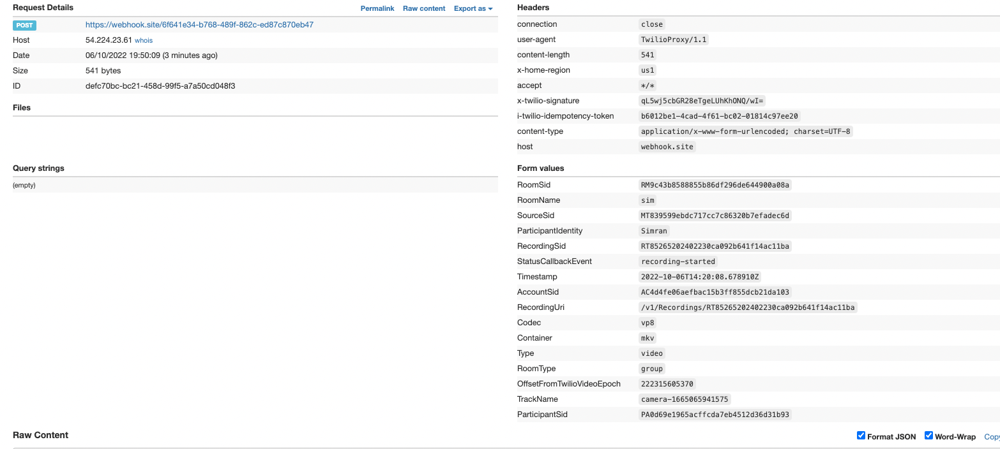 Request Details
Permalink Raw content Export as
POST https://webhook.site/6f641e34-b768-489f-862c-ed87c870eb47
Host 54.224.23.61 whois
Date 06/10/2022 19:50:09 (3 minutes ago)
Size 541 bytes
ID defc70bc-bc21-458d-99f5-a7a50cd048f3
Files
Headers
connection close
user-agent TwilioProxy/1.1
content-length 541
x-home-region us1
accept */*
x-twilio-signature qL5wj5cbGR28eTgeLUhKhONQ/wI=
i-twilio-idempotency-token b6012be1-4cad-4f61-bc02-01814c97ee20
content-type application/x-www-form-urlencoded; charset=UTF-8
host webhook.site
Query strings
(empty)
Form values
RoomSid RM9c43b8588855b86df296de644900a08a
RoomName sim
SourceSid MT839599ebdc717cc7c86320b7efadec6d
ParticipantIdentity Simran
RecordingSid RT85265202402230ca092b641f14ac11ba
StatusCallbackEvent recording-started
Timestamp 2022-10-06T14:20:08.678910Z
AccountSid AC4d4fe06aefbac15b3ff855dcb21da103
RecordingUri /v1/Recordings/RT85265202402230ca092b641f14ac11ba
Codec vp8
Container mkv
Type video
RoomType group
OffsetFromTwilioVideoEpoch 222315605370
TrackName camera-1665065941575
ParticipantSid PA0d69e1965acffcda7eb4512d36d31b93
Raw Content
Format JSON Word-Wrap Copy